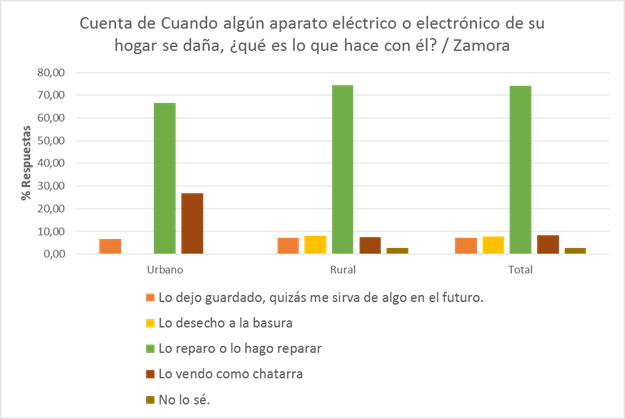 Cuenta de Cuando algún aparato eléctrico o electrónico de su
hogar se daña, ¿qué es lo que hace con él? / Zamora
% Respuestas
80,00
70,00
60,00
50,00
40,00
30,00
20,00
10,00
0,00
Urbano
Rural
Total
Lo dejo guardado, quizás me sirva de algo en el futuro.
Lo desecho a la basura
Lo reparo o lo hago reparar
Lo vendo como chatarra
No lo sé.